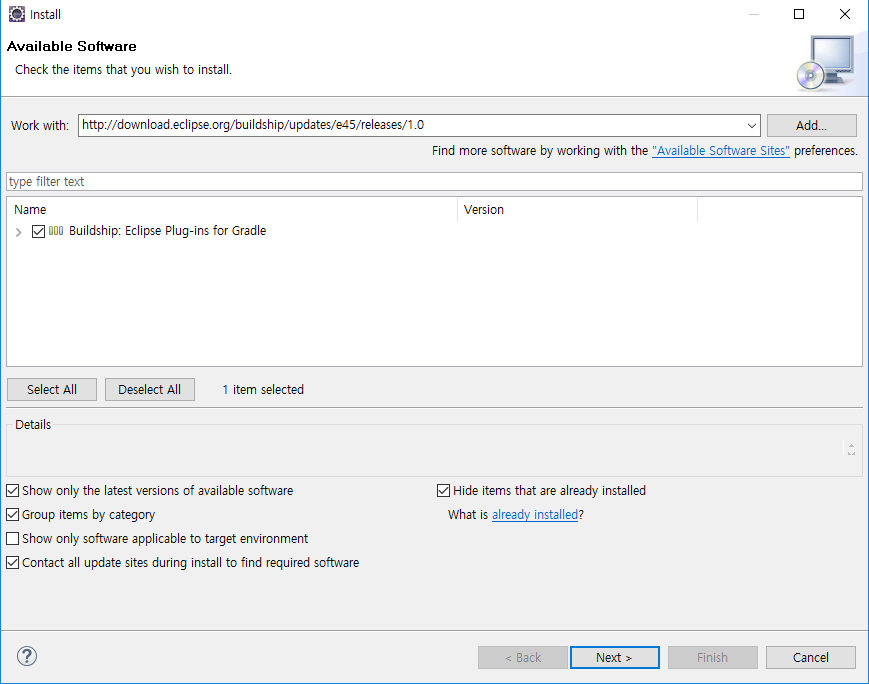 Install
Available Software
Check the items that you wish to install.
Work with: http://download.eclipse.org/buildship/updates/e45/releases/1.0 Add...
Find more software by working with the "Available Software Sites" preferences.
type filter text
Name Version
Buildship: Eclipse Plug-ins for Gradle
Select All Deselect All 1 item selected
Details
Show only the latest versions of available software Hide items that are already installed
Group items by category What is already installed?
Show only software applicable to target environment
Contact all update sites during install to find required software
? < Back Next > Finish Cancel